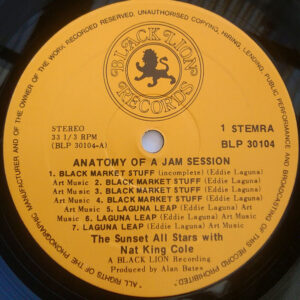 "ALL RIGHTS OF THE PHONOGRAPHIC MANUFACTURER AND OF THE OWNER OF THE WORK RECORDED RESERVED. UNAUTHORISED COPYING, HIRING, LENDING, PUBLIC PERFORMANCE AND BROADCASTING OF THIS RECORD PROHIBITED."
BLACK LION
RECORDS
STEREO
33 1/3 RPM
(BLP 30104-A)
1 STEMRA
BLP 30104
ANATOMY OF A JAM SESSION
1. BLACK MARKET STUFF (incomplete) (Eddie Laguna)
Art Music 2. BLACK MARKET STUFF (Eddie Laguna)
Art Music 3. BLACK MARKET STUFF (Eddie Laguna)
Art Music 4. BLACK MARKET STUFF (Eddie Laguna)
Art Music 5. LAGUNA LEAP (Eddie Laguna) Art Music
Art Music 6. LAGUNA LEAP (Eddie Laguna)
7. LAGUNA LEAP (Eddie Laguna) Art Music
The Sunset All Stars with
Nat King Cole
A BLACK LION Recording
Produced by Alan Bates